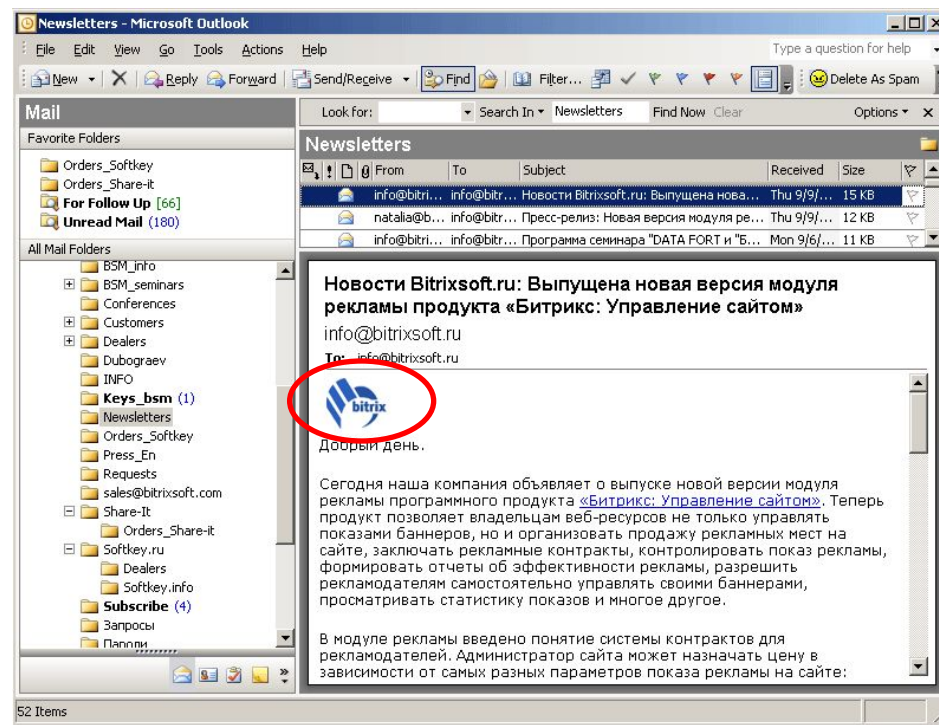 Newsletters - Microsoft Outlook
File Edit View Go Tools Actions Help
Type a question for help
New Reply Forward Send/Receive Find Filter... Delete As Spam
Mail
Look for: Search In Newsletters Find Now Clear Options
Favorite Folders
Orders_Softkey
Orders_Share-it
For Follow Up [66]
Unread Mail (180)
All Mail Folders
BSM_info
BSM_seminars
Conferences
Customers
Dealers
Dubograev
INFO
Keys_bsm (1)
Newsletters
Orders_Softkey
Press_En
Requests
sales@bitrixsoft.com
Share-It
Orders_Share-it
Softkey.ru
Dealers
Softkey.info
Subscribe (4)
Запросы
Пароли
Newsletters
From To Subject Received Size
info@bitri... info@bitr... Новости Bitrixsoft.ru: Выпущена нова... Thu 9/9/... 15 KB
natalia@b... info@bitr... Пресс-релиз: Новая версия модуля ре... Thu 9/9/... 12 KB
info@bitri... info@bitr... Программа семинара "DATA FORT и "Б... Mon 9/6/... 11 KB
Новости Bitrixsoft.ru: Выпущена новая версия модуля
рекламы продукта «Битрикс: Управление сайтом»
info@bitrixsoft.ru
To: info@bitrixsoft.ru
bitrix
Добрый день.
Сегодня наша компания объявляет о выпуске новой версии модуля
рекламы программного продукта «Битрикс: Управление сайтом». Теперь
продукт позволяет владельцам веб-ресурсов не только управлять
показами баннеров, но и организовать продажу рекламных мест на
сайте, заключать рекламные контракты, контролировать показ рекламы,
формировать отчеты об эффективности рекламы, разрешить
рекламодателям самостоятельно управлять своими баннерами,
просматривать статистику показов и многое другое.
В модуле рекламы введено понятие системы контрактов для
рекламодателей. Администратор сайта может назначать цену в
зависимости от самых разных параметров показа рекламы на сайте:
52 Items